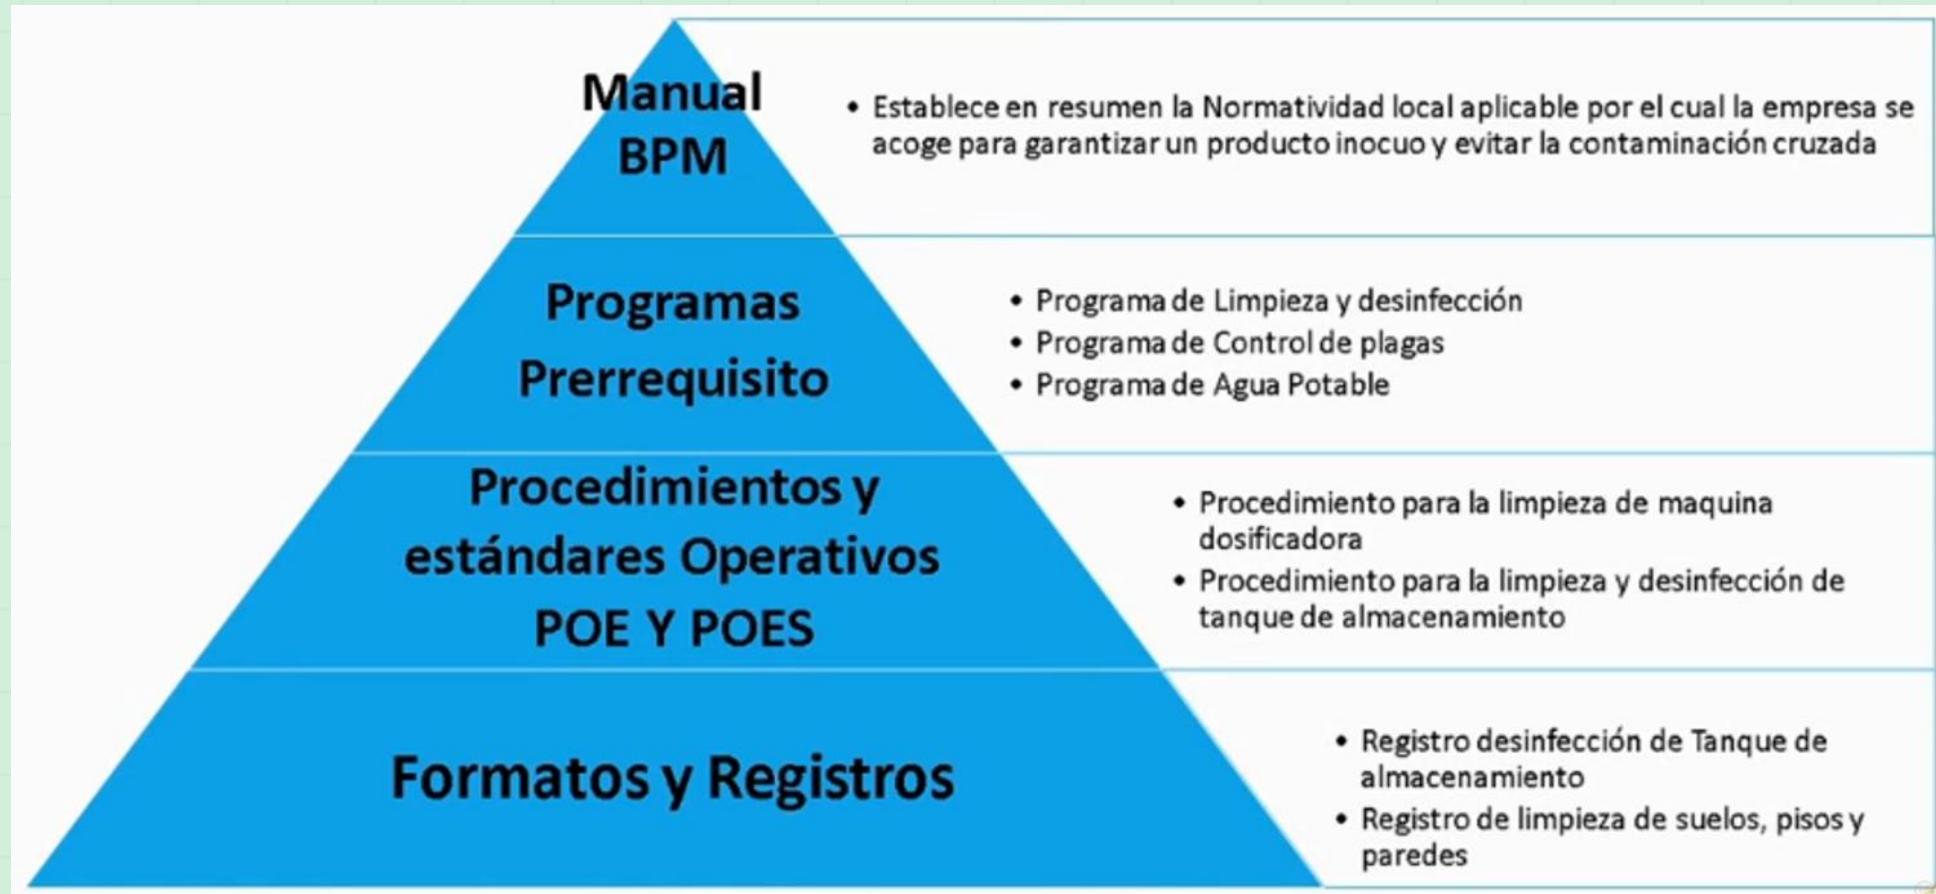 Manual
BPM
• Establece en resumen la Normatividad local aplicable por el cual la empresa se
acoge para garantizar un producto inocuo y evitar la contaminación cruzada
Programas
Prerrequisito
• Programa de Limpieza y desinfección
• Programa de Control de plagas
• Programa de Agua Potable
Procedimientos y
estándares Operativos
POE Y POES
• Procedimiento para la limpieza de maquina
dosificadora
• Procedimiento para la limpieza y desinfección de
tanque de almacenamiento
Formatos y Registros
• Registro desinfección de Tanque de
almacenamiento
• Registro de limpieza de suelos, pisos y
paredes